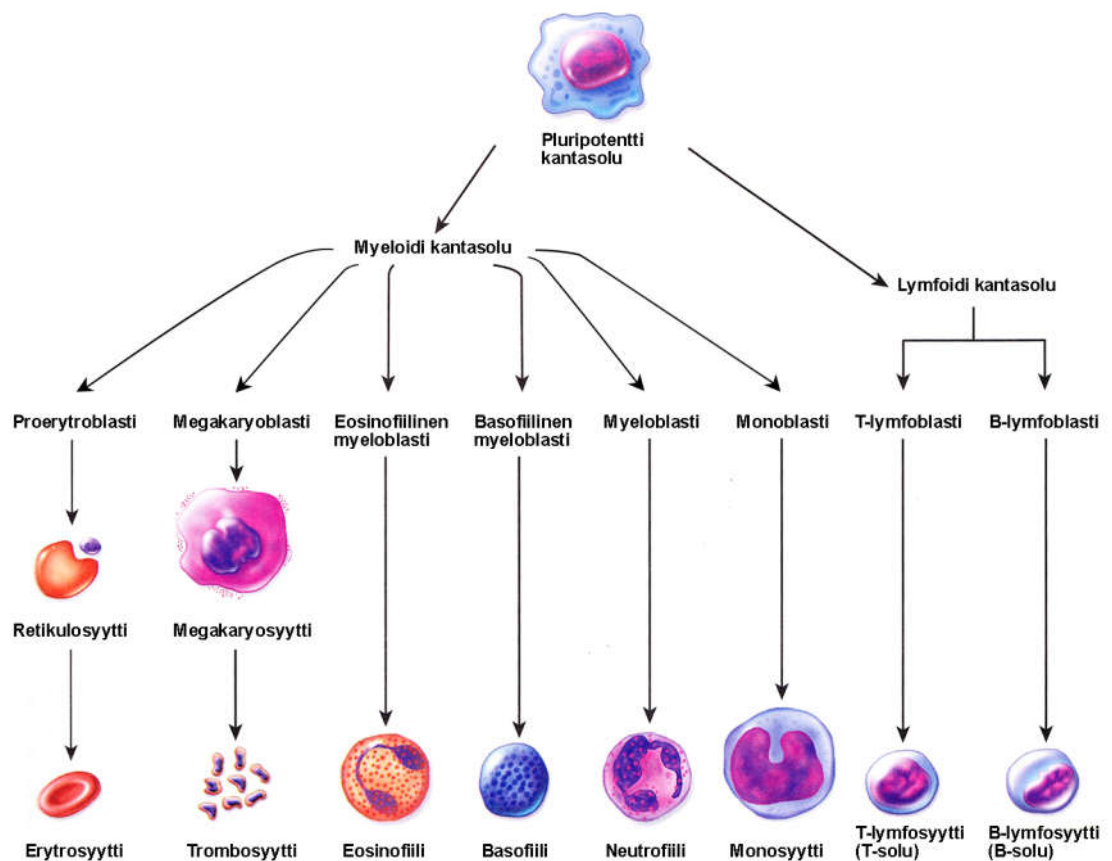 Pluripotentti
kantasolu
Myeloidi kantasolu
Lymfoidi kantasolu
Proerytroblasti
Megakaryoblasti
Eosinofiilinen
myeloblasti
Basofiilinen
myeloblasti
Myeloblasti
Monoblasti
T-lymfoblasti
B-lymfoblasti
Retikulosyytti
Megakaryosyytti
Erytrosyytti
Trombosyytti
Eosinofiili
Basofiili
Neutrofiili
Monosyytti
T-lymfosyytti
(T-solu)
B-lymfosyytti
(B-solu)